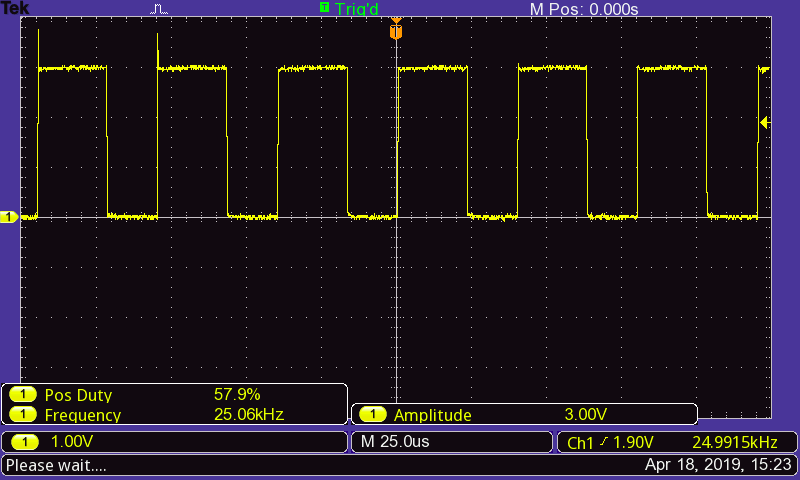 Tek T Trig'd M Pos: 0.000s
T
1
1 Pos Duty 57.9%
1 Frequency 25.06kHz
1 Amplitude 3.00V
1 1.00V M 25.0us Ch1 1.90V 24.9915kHz
Please wait.... Apr 18, 2019, 15:23